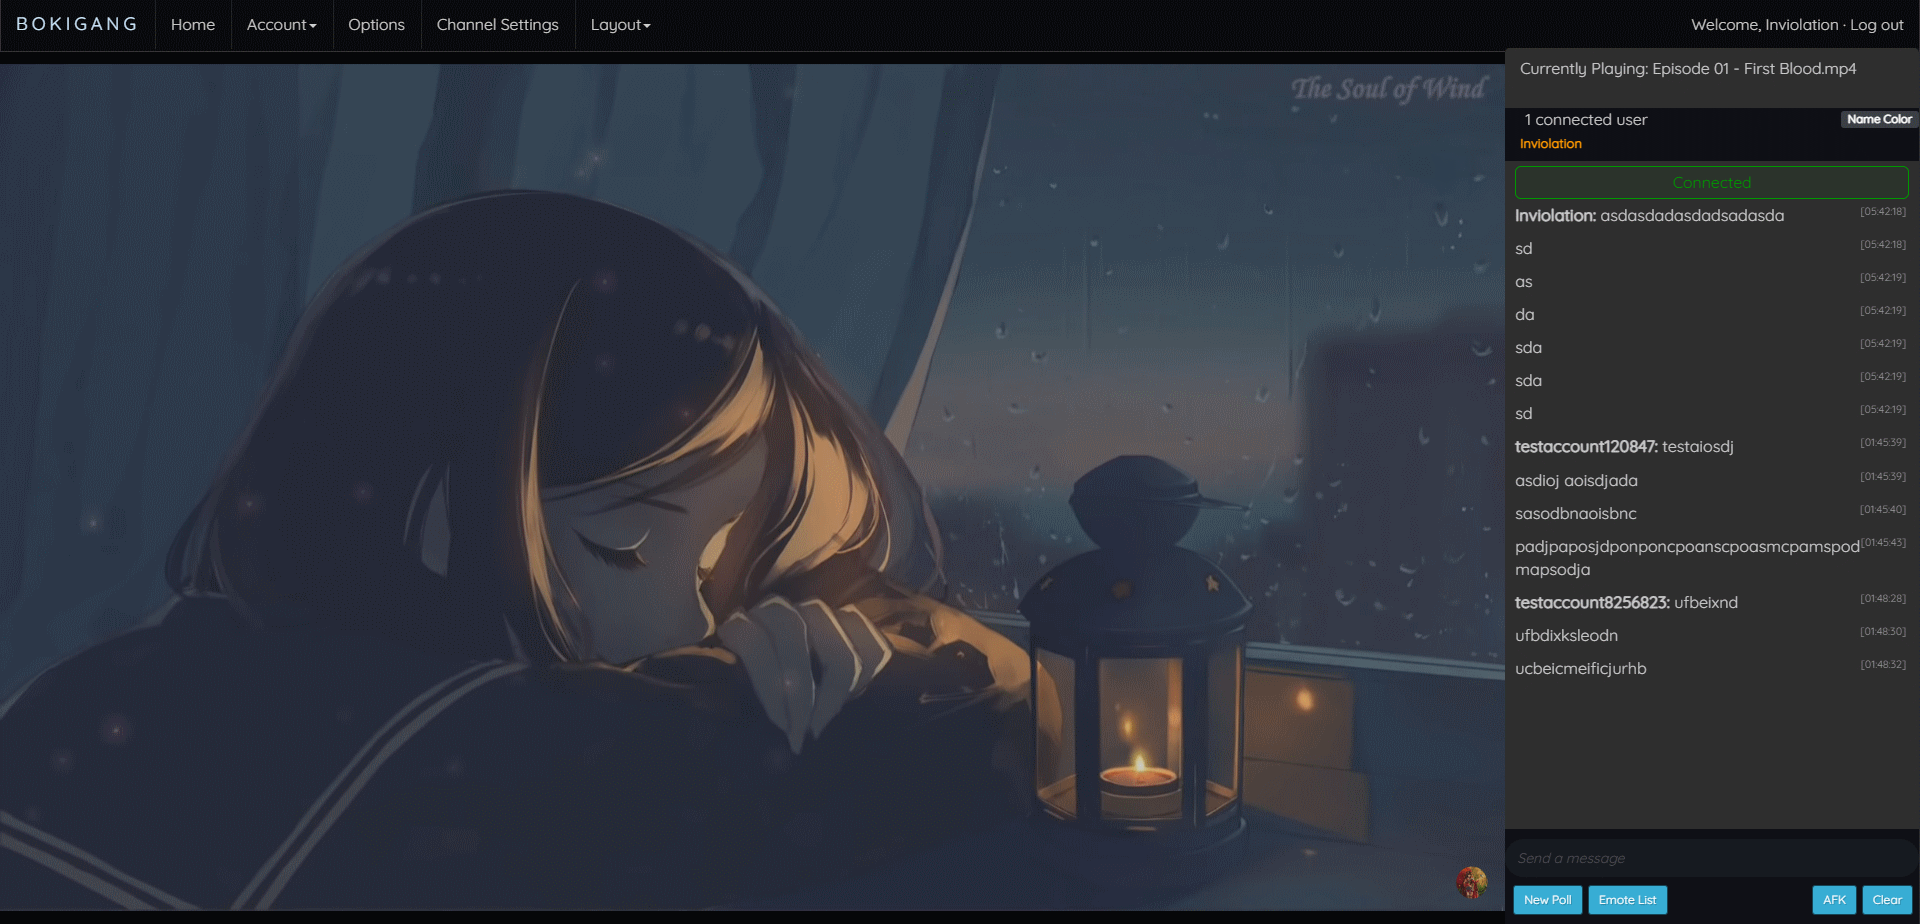 BOKIGANG Home Account Options Channel Settings Layout Welcome, Inviolation · Log out
The Soul of Wind
Currently Playing: Episode 01 - First Blood.mp4
1 connected user Name Color
Inviolation
Connected
Inviolation: asdasdadasdadsadasda [05:42:18]
sd [05:42:18]
as [05:42:19]
da [05:42:19]
sda [05:42:19]
sda [05:42:19]
sd [05:42:19]
testaccount120847: testaiosdj [01:45:39]
asdioj aoisdjada [01:45:39]
sasodbnaoisbnc [01:45:40]
padjpaposjdponponcpoanscpoasmcpamspod [01:45:43]
mapsodja
testaccount8256823: ufbeixnd [01:48:28]
ufbdixksleodn [01:48:30]
ucbeicmeificjurhb [01:48:32]
Send a message
New Poll Emote List AFK Clear